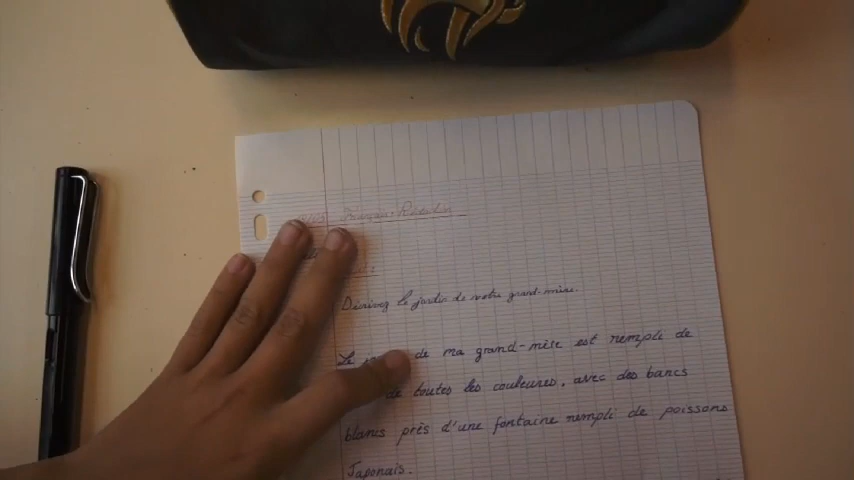 Français : Rédaction
Décrivez le jardin de votre grand-mère.
Le de ma grand-mère est rempli de
de toutes les couleures, avec des bancs
blancs près d'une fontaine rempli de poissons
Japonais.